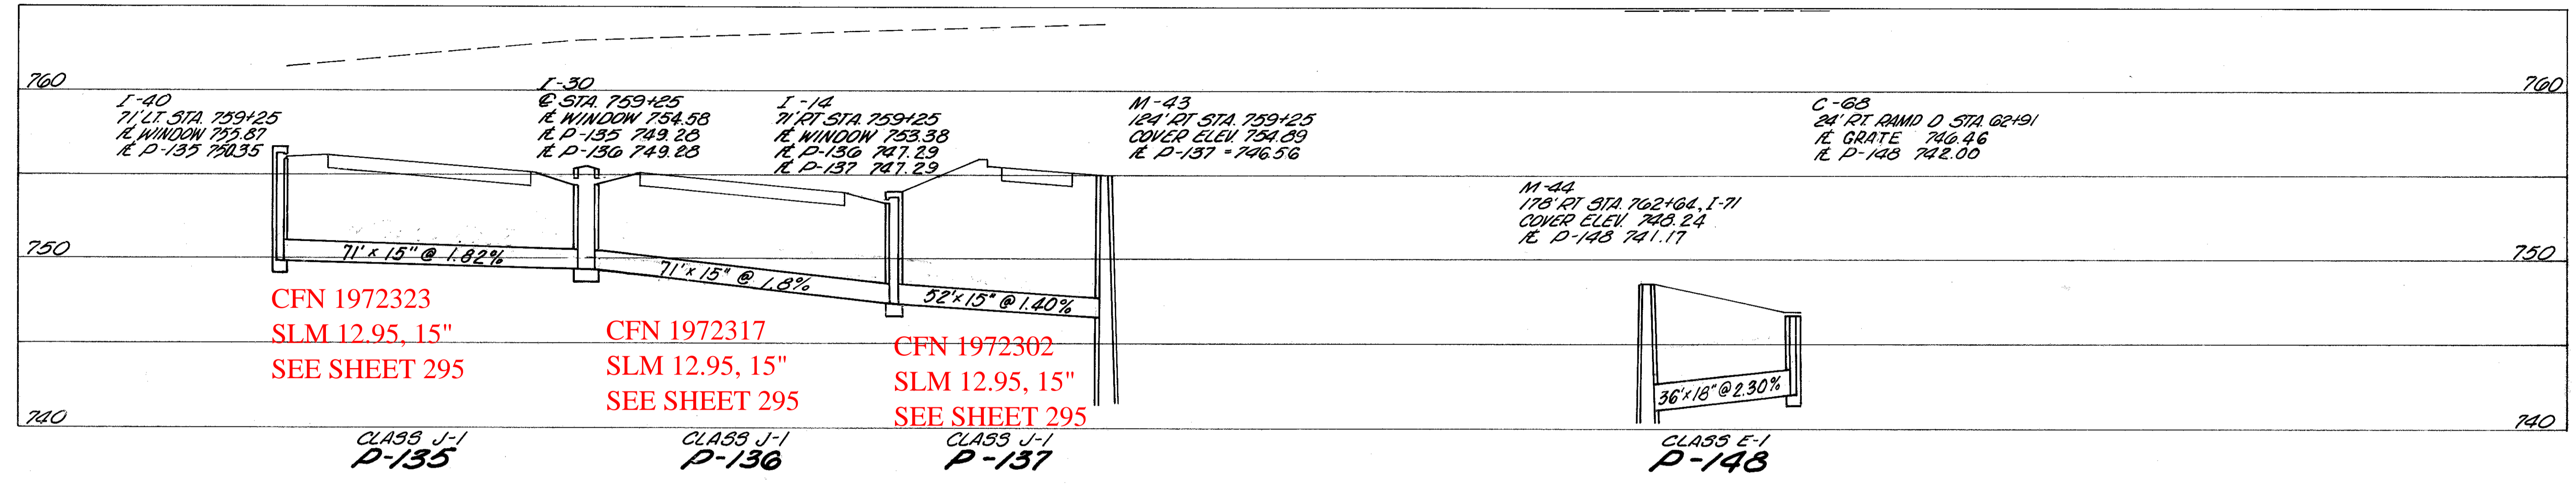 760
760
I-40
71' LT. STA. 759+25
℄ WINDOW 755.87
℄ P-135 750.35
I-30
℄ STA. 759+25
℄ WINDOW 754.58
℄ P-135 749.28
℄ P-136 749.28
I-14
71' RT STA. 759+25
℄ WINDOW 753.38
℄ P-136 747.29
℄ P-137 747.29
M-43
124' RT STA. 759+25
COVER ELEV. 754.89
℄ P-137 = 746.56
C-68
24' RT. RAMP D STA. 62+91
℄ GRATE 746.46
℄ P-148 742.00
M-44
178' RT STA. 762+64, I-71
COVER ELEV. 748.24
℄ P-148 741.17
750
750
71' x 15" @ 1.82%
71' x 15" @ 1.8%
52' x 15" @ 1.40%
36' x 18" @ 2.30%
CFN 1972323
SLM 12.95, 15"
SEE SHEET 295
CFN 1972317
SLM 12.95, 15"
SEE SHEET 295
CFN 1972302
SLM 12.95, 15"
SEE SHEET 295
740
740
CLASS J-1
P-135
CLASS J-1
P-136
CLASS J-1
P-137
CLASS E-1
P-148